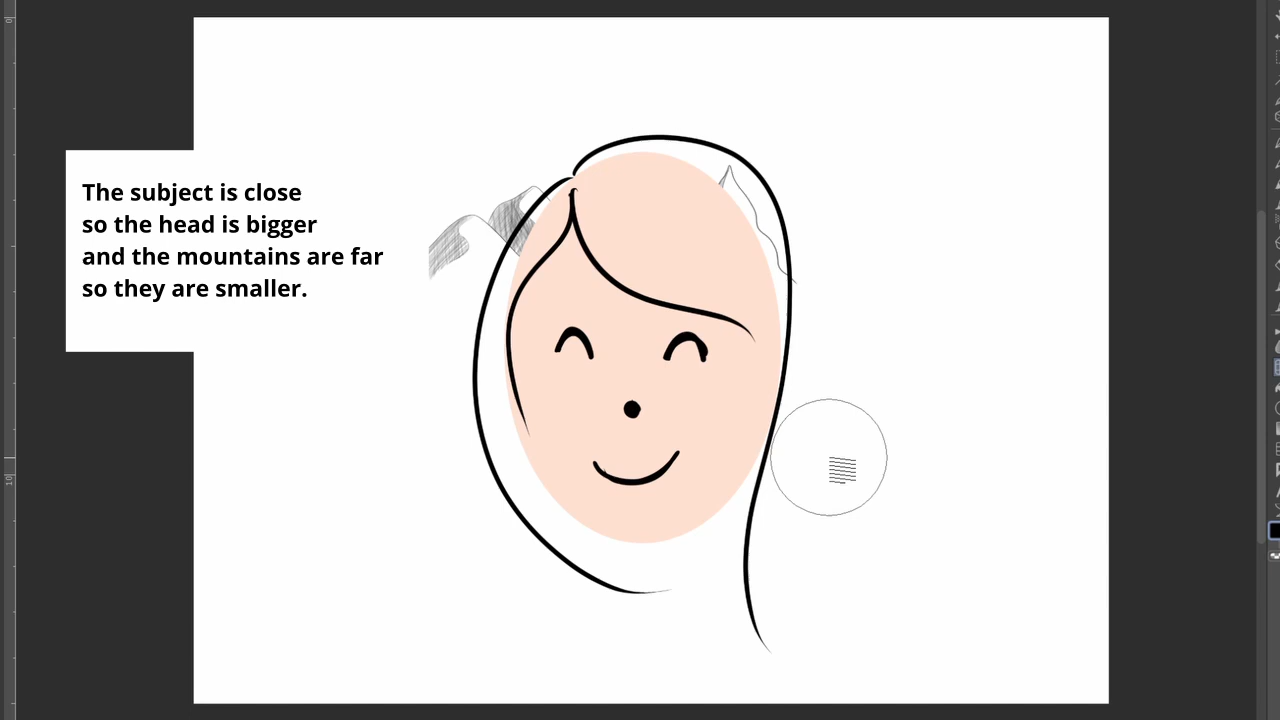 The subject is close
so the head is bigger
and the mountains are far
so they are smaller.